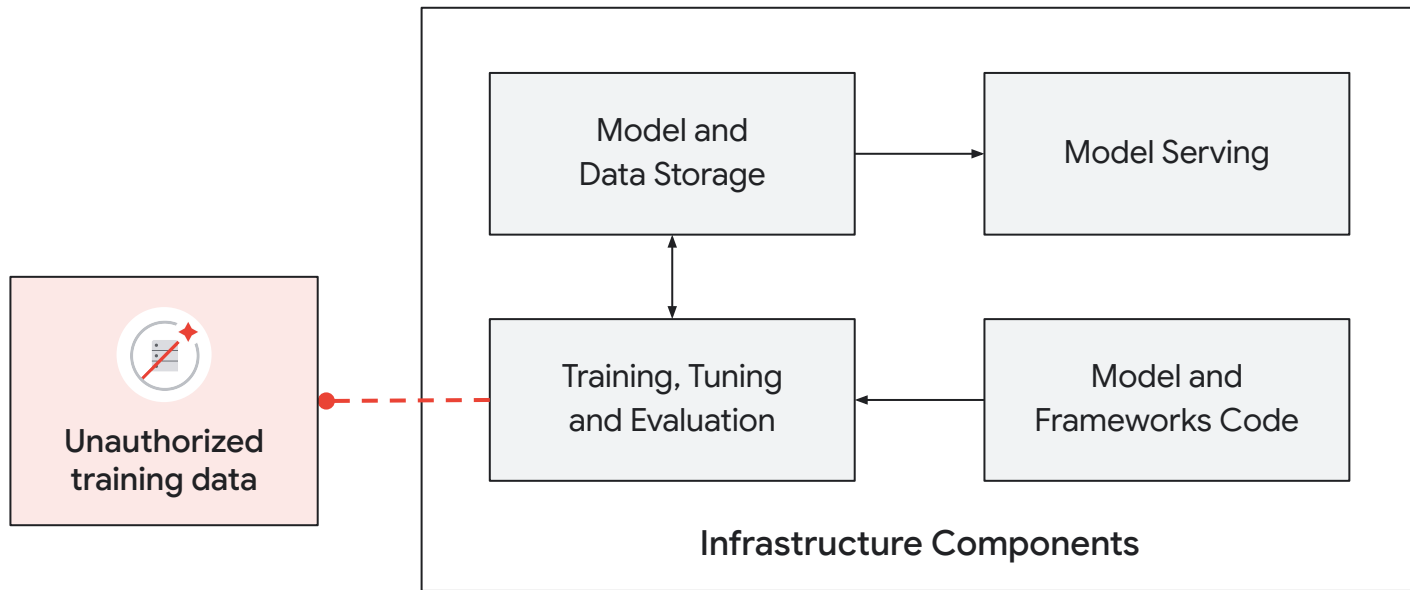 Model and
Data Storage
Model Serving
Unauthorized
training data
Training, Tuning
and Evaluation
Model and
Frameworks Code
Infrastructure Components